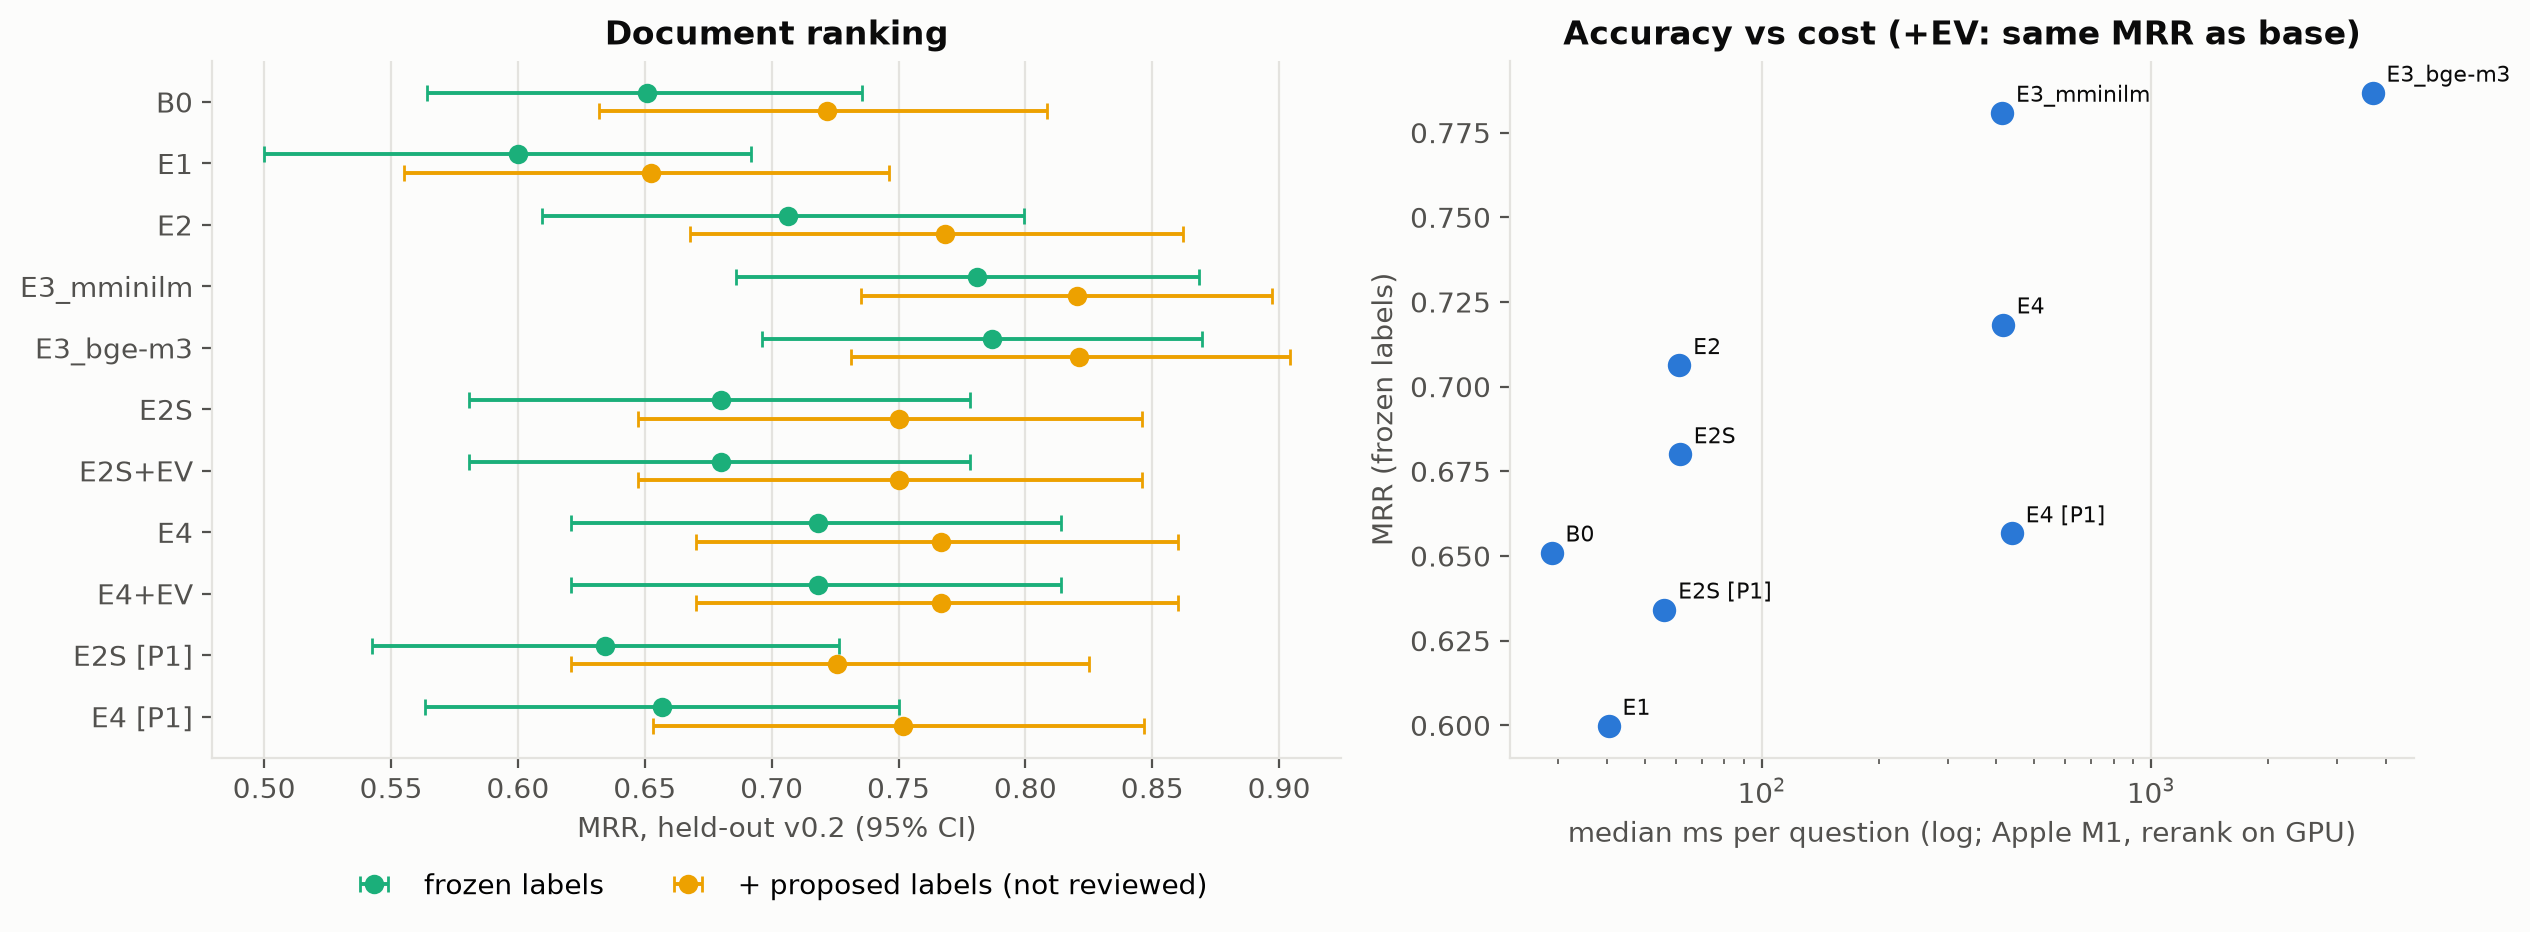 Document ranking
B0
E1
E2
E3_mminilm
E3_bge-m3
E2S
E2S+EV
E4
E4+EV
E2S [P1]
E4 [P1]
0.50 0.55 0.60 0.65 0.70 0.75 0.80 0.85 0.90
MRR, held-out v0.2 (95% CI)
frozen labels
+ proposed labels (not reviewed)
Accuracy vs cost (+EV: same MRR as base)
MRR (frozen labels)
0.775
0.750
0.725
0.700
0.675
0.650
0.625
0.600
E3_bge-m3
E3_mminilm
E4
E2
E2S
E4 [P1]
B0
E2S [P1]
E1
10² 10³
median ms per question (log; Apple M1, rerank on GPU)